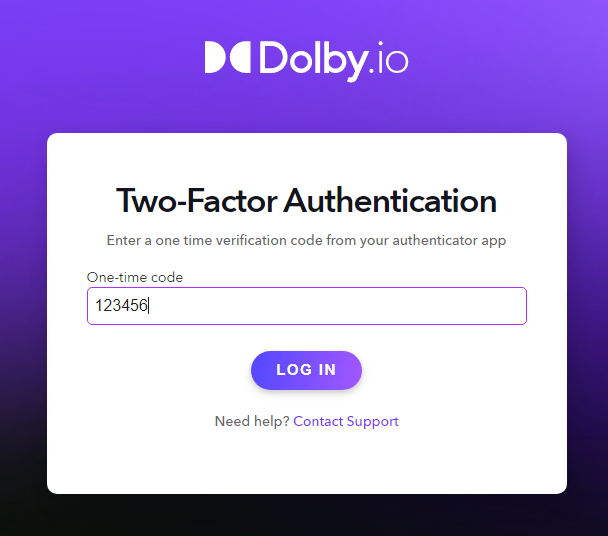 Dolby.io
Two-Factor Authentication
Enter a one time verification code from your authenticator app
One-time code
123456
LOG IN
Need help? Contact Support